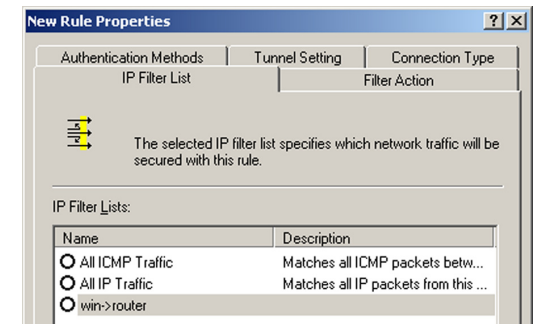 New Rule Properties
Authentication Methods Tunnel Setting Connection Type
IP Filter List Filter Action
The selected IP filter list specifies which network traffic will be
secured with this rule.
IP Filter Lists:
Name Description
All ICMP Traffic Matches all ICMP packets betw...
All IP Traffic Matches all IP packets from this ...
win->router